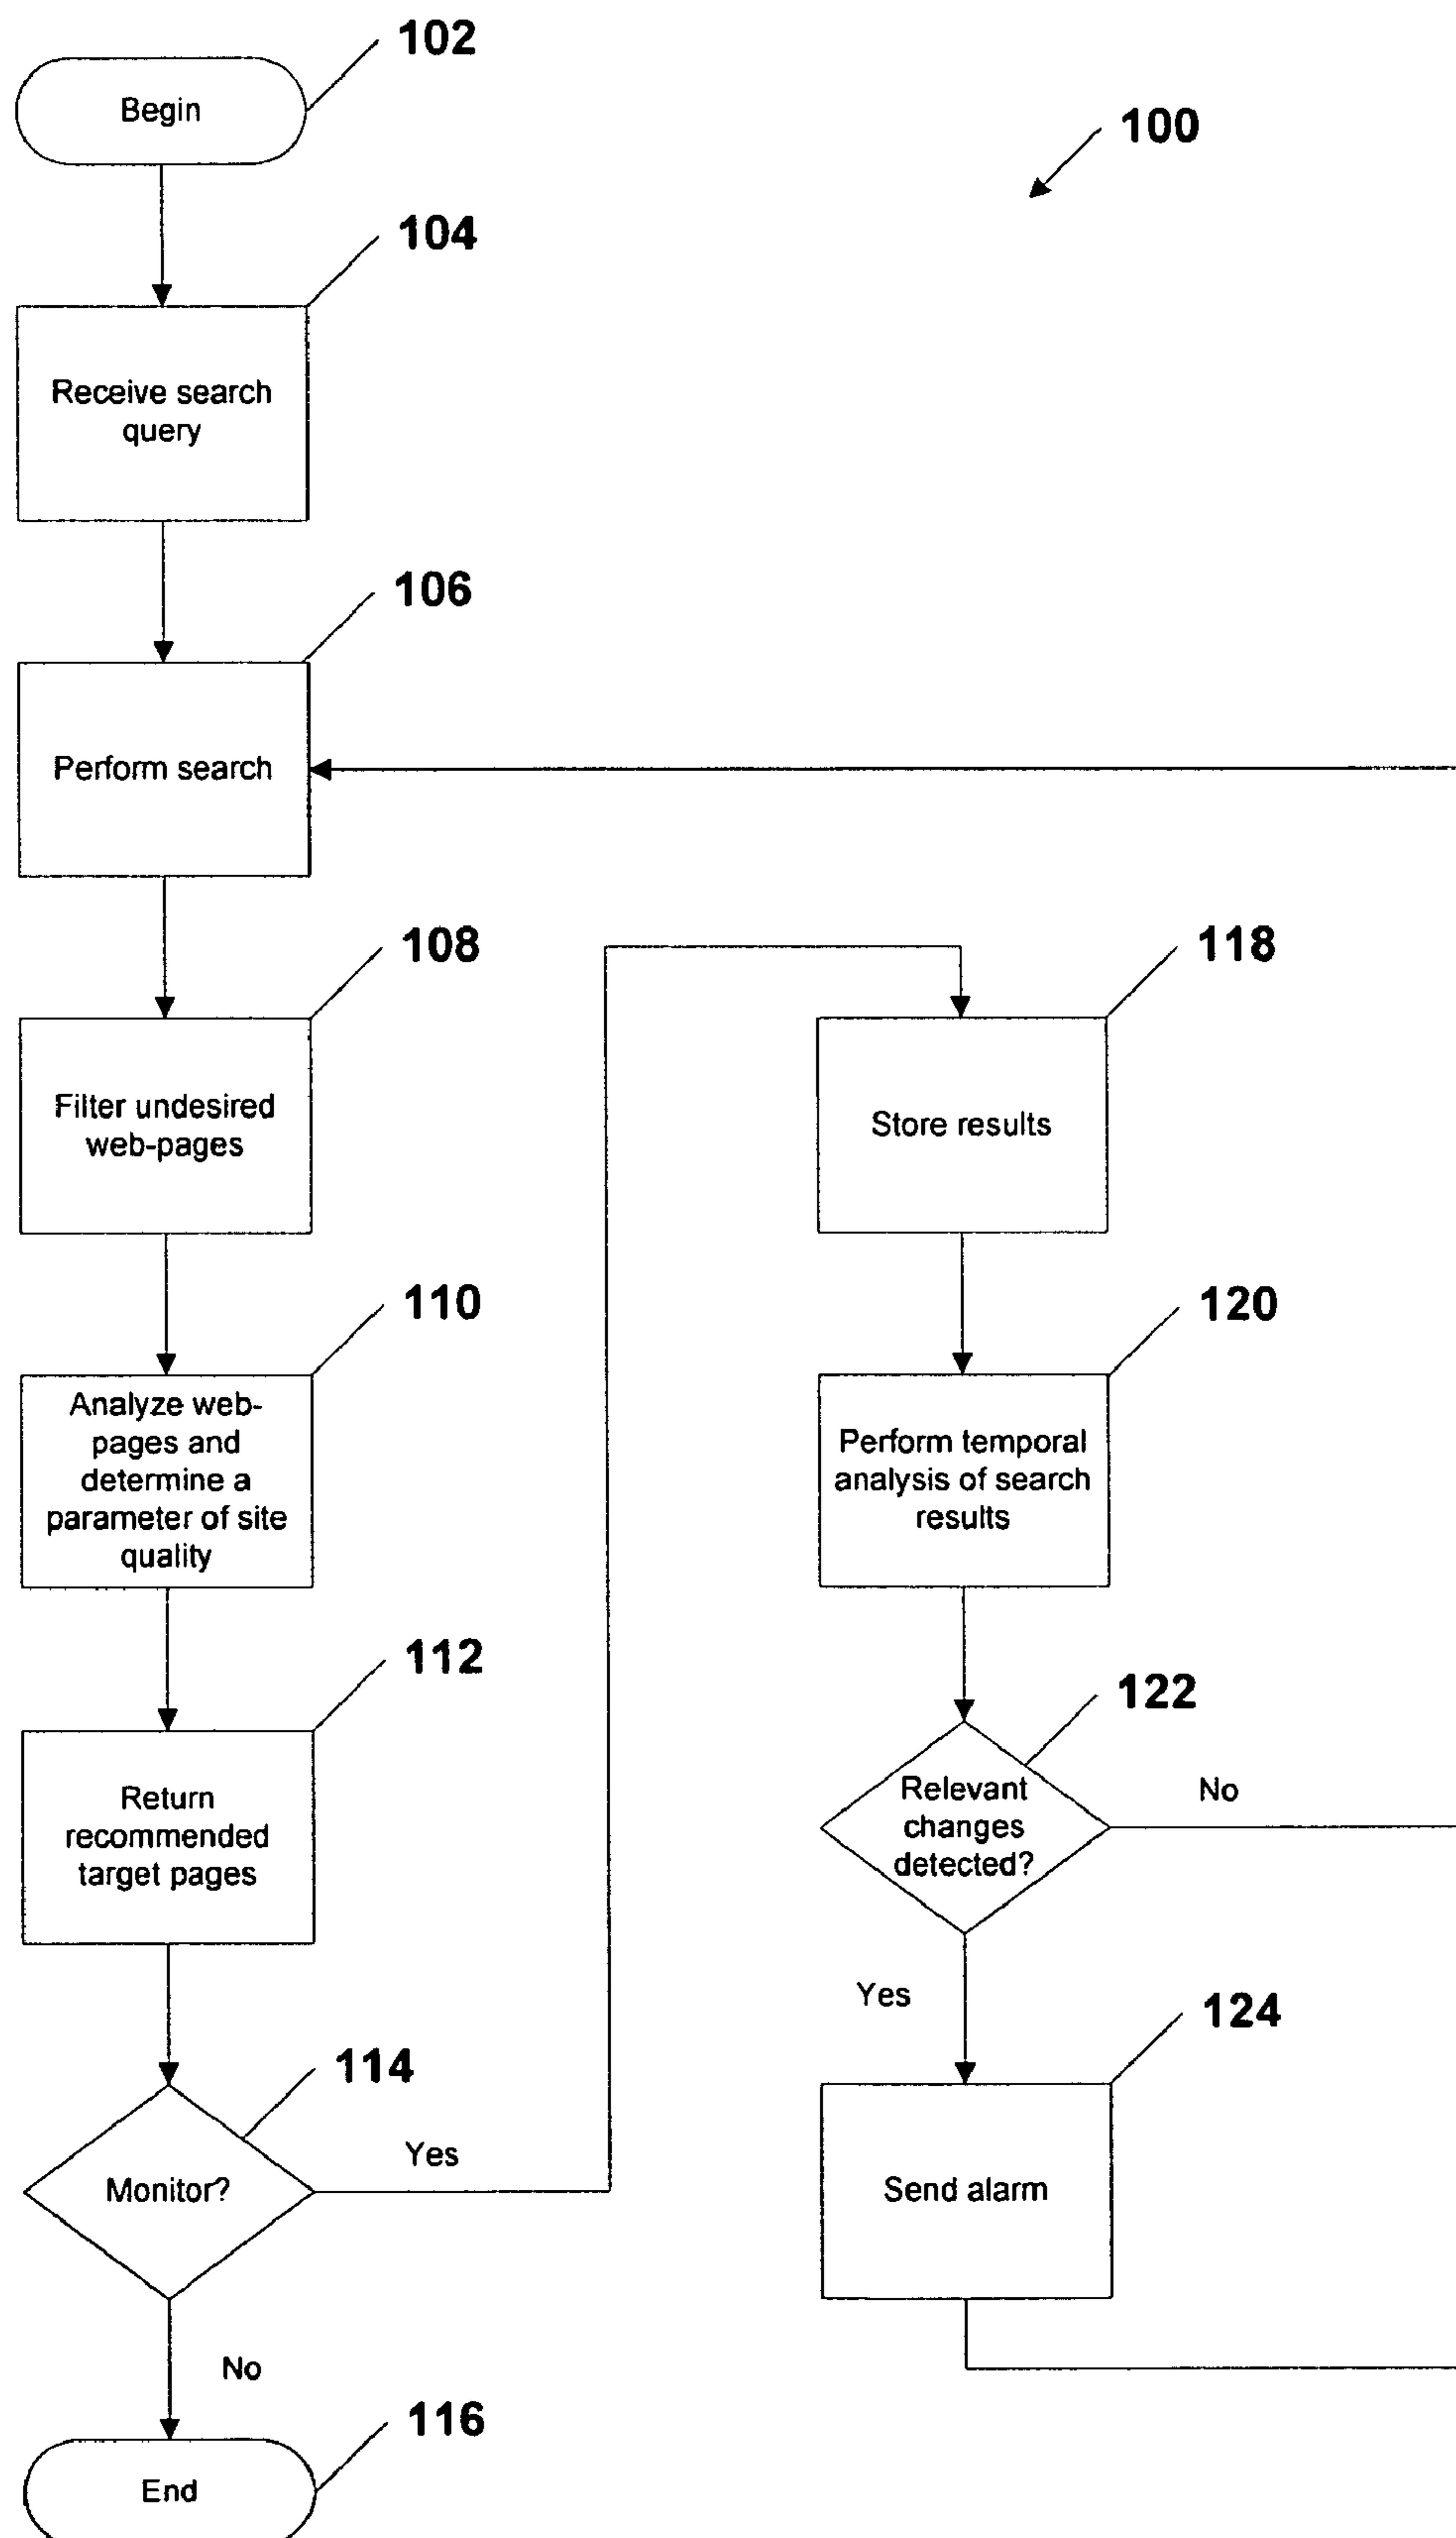 102
Begin
100
104
Receive search
query
106
Perform search
108
Filter undesired
web-pages
110
Analyze web-
pages and
determine a
parameter of site
quality
112
Return
recommended
target pages
114
Monitor?
Yes
No
116
End
118
Store results
120
Perform temporal
analysis of search
results
122
Relevant
changes
detected?
No
Yes
124
Send alarm